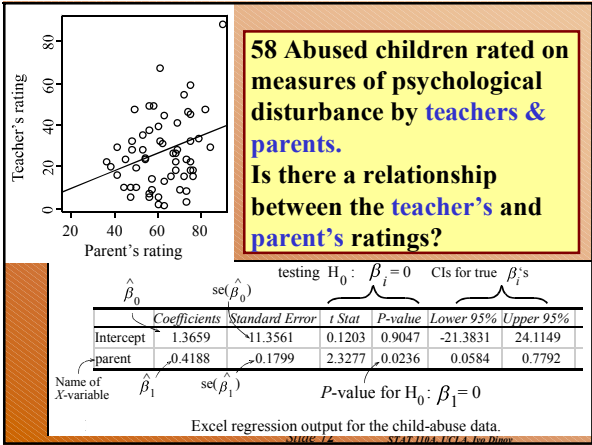 80
60
40
20
0
Teacher's rating
20 40 60 80
Parent's rating
58 Abused children rated on
measures of psychological
disturbance by teachers &
parents.
Is there a relationship
between the teacher's and
parent's ratings?
testing H₀: βᵢ = 0 CIs for true βᵢ's
β̂₀ se(β̂₀)
Coefficients Standard Error t Stat P-value Lower 95% Upper 95%
Intercept 1.3659 11.3561 0.1203 0.9047 -21.3831 24.1149
parent 0.4188 0.1799 2.3277 0.0236 0.0584 0.7792
Name of
X-variable
β̂₁ se(β̂₁) P-value for H₀: β₁ = 0
Excel regression output for the child-abuse data.
Slide 12 STAT 110A, UCLA, Ivo Dinov